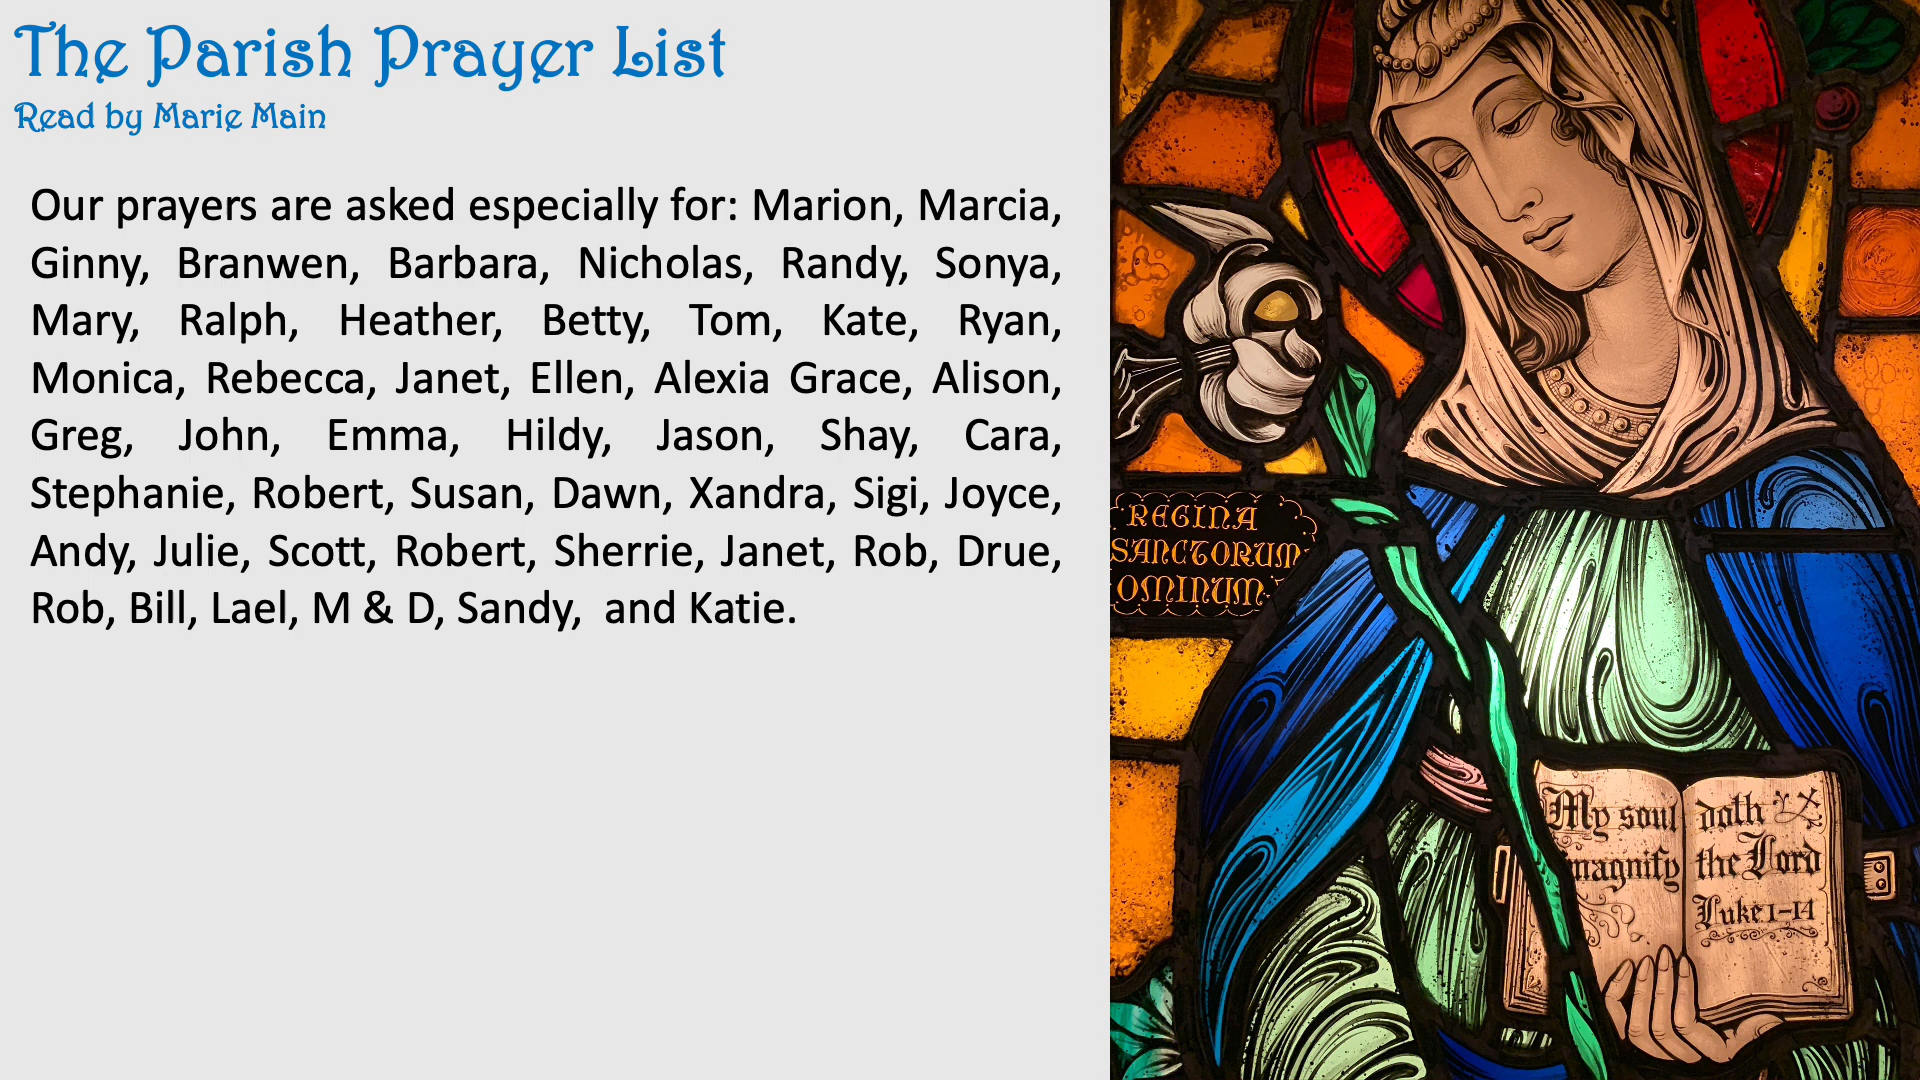 The Parish Prayer List
Read by Marie Main
Our prayers are asked especially for: Marion, Marcia,
Ginny, Branwen, Barbara, Nicholas, Randy, Sonya,
Mary, Ralph, Heather, Betty, Tom, Kate, Ryan,
Monica, Rebecca, Janet, Ellen, Alexia Grace, Alison,
Greg, John, Emma, Hildy, Jason, Shay, Cara,
Stephanie, Robert, Susan, Dawn, Xandra, Sigi, Joyce,
Andy, Julie, Scott, Robert, Sherrie, Janet, Rob, Drue,
Rob, Bill, Lael, M & D, Sandy,  and Katie.
REGINA
SANCTORUM
OMINUM
My soul doth
magnify the Lord
Luke 1-14